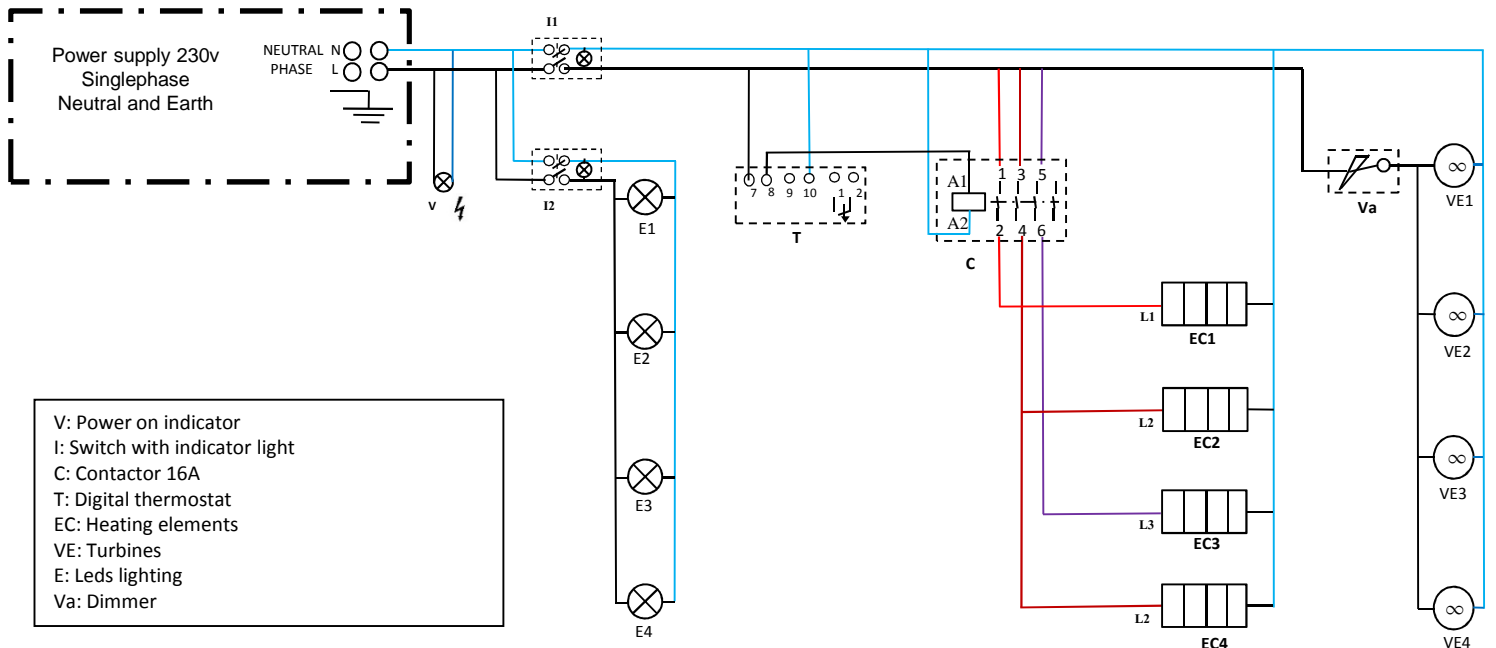 Power supply 230v
Singlephase
Neutral and Earth
NEUTRAL N
PHASE L
I1
V
I2
E1
E2
E3
E4
7 8 9 10 1 2
T
A1
A2
1 3 5
2 4 6
C
L1
EC1
L2
EC2
L3
EC3
L2
EC4
Va
VE1
VE2
VE3
VE4
V: Power on indicator
I: Switch with indicator light
C: Contactor 16A
T: Digital thermostat
EC: Heating elements
VE: Turbines
E: Leds lighting
Va: Dimmer